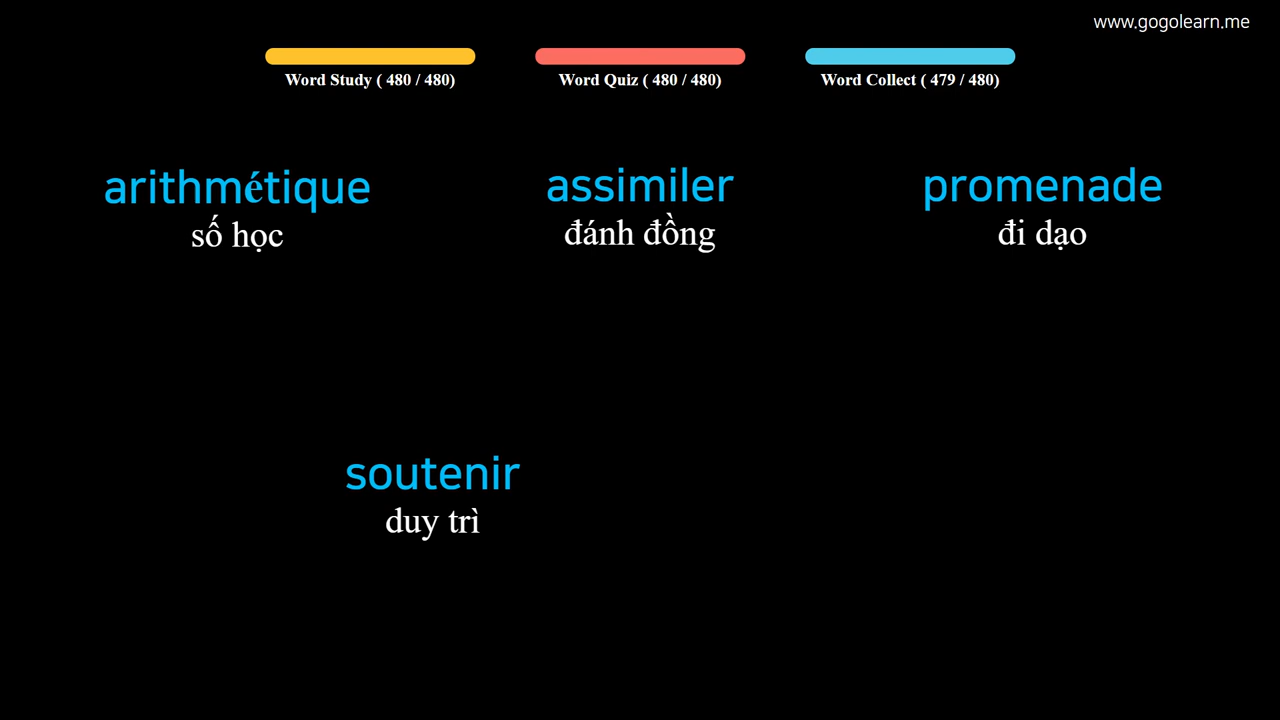 www.gogolearn.me
Word Study ( 480 / 480)
Word Quiz ( 480 / 480)
Word Collect ( 479 / 480)
arithmétique
số học
assimiler
đánh đồng
promenade
đi dạo
soutenir
duy trì